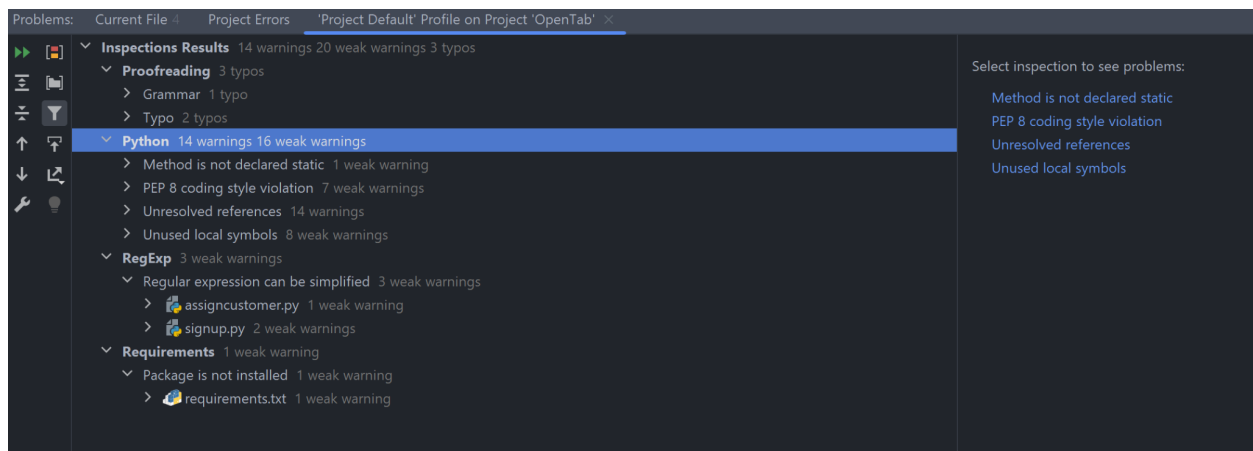 Problems: Current File 4 Project Errors 'Project Default' Profile on Project 'OpenTab'
Inspections Results 14 warnings 20 weak warnings 3 typos
Proofreading 3 typos
Grammar 1 typo
Typo 2 typos
Python 14 warnings 16 weak warnings
Method is not declared static 1 weak warning
PEP 8 coding style violation 7 weak warnings
Unresolved references 14 warnings
Unused local symbols 8 weak warnings
RegExp 3 weak warnings
Regular expression can be simplified 3 weak warnings
assigncustomer.py 1 weak warning
signup.py 2 weak warnings
Requirements 1 weak warning
Package is not installed 1 weak warning
requirements.txt 1 weak warning
Select inspection to see problems:
Method is not declared static
PEP 8 coding style violation
Unresolved references
Unused local symbols